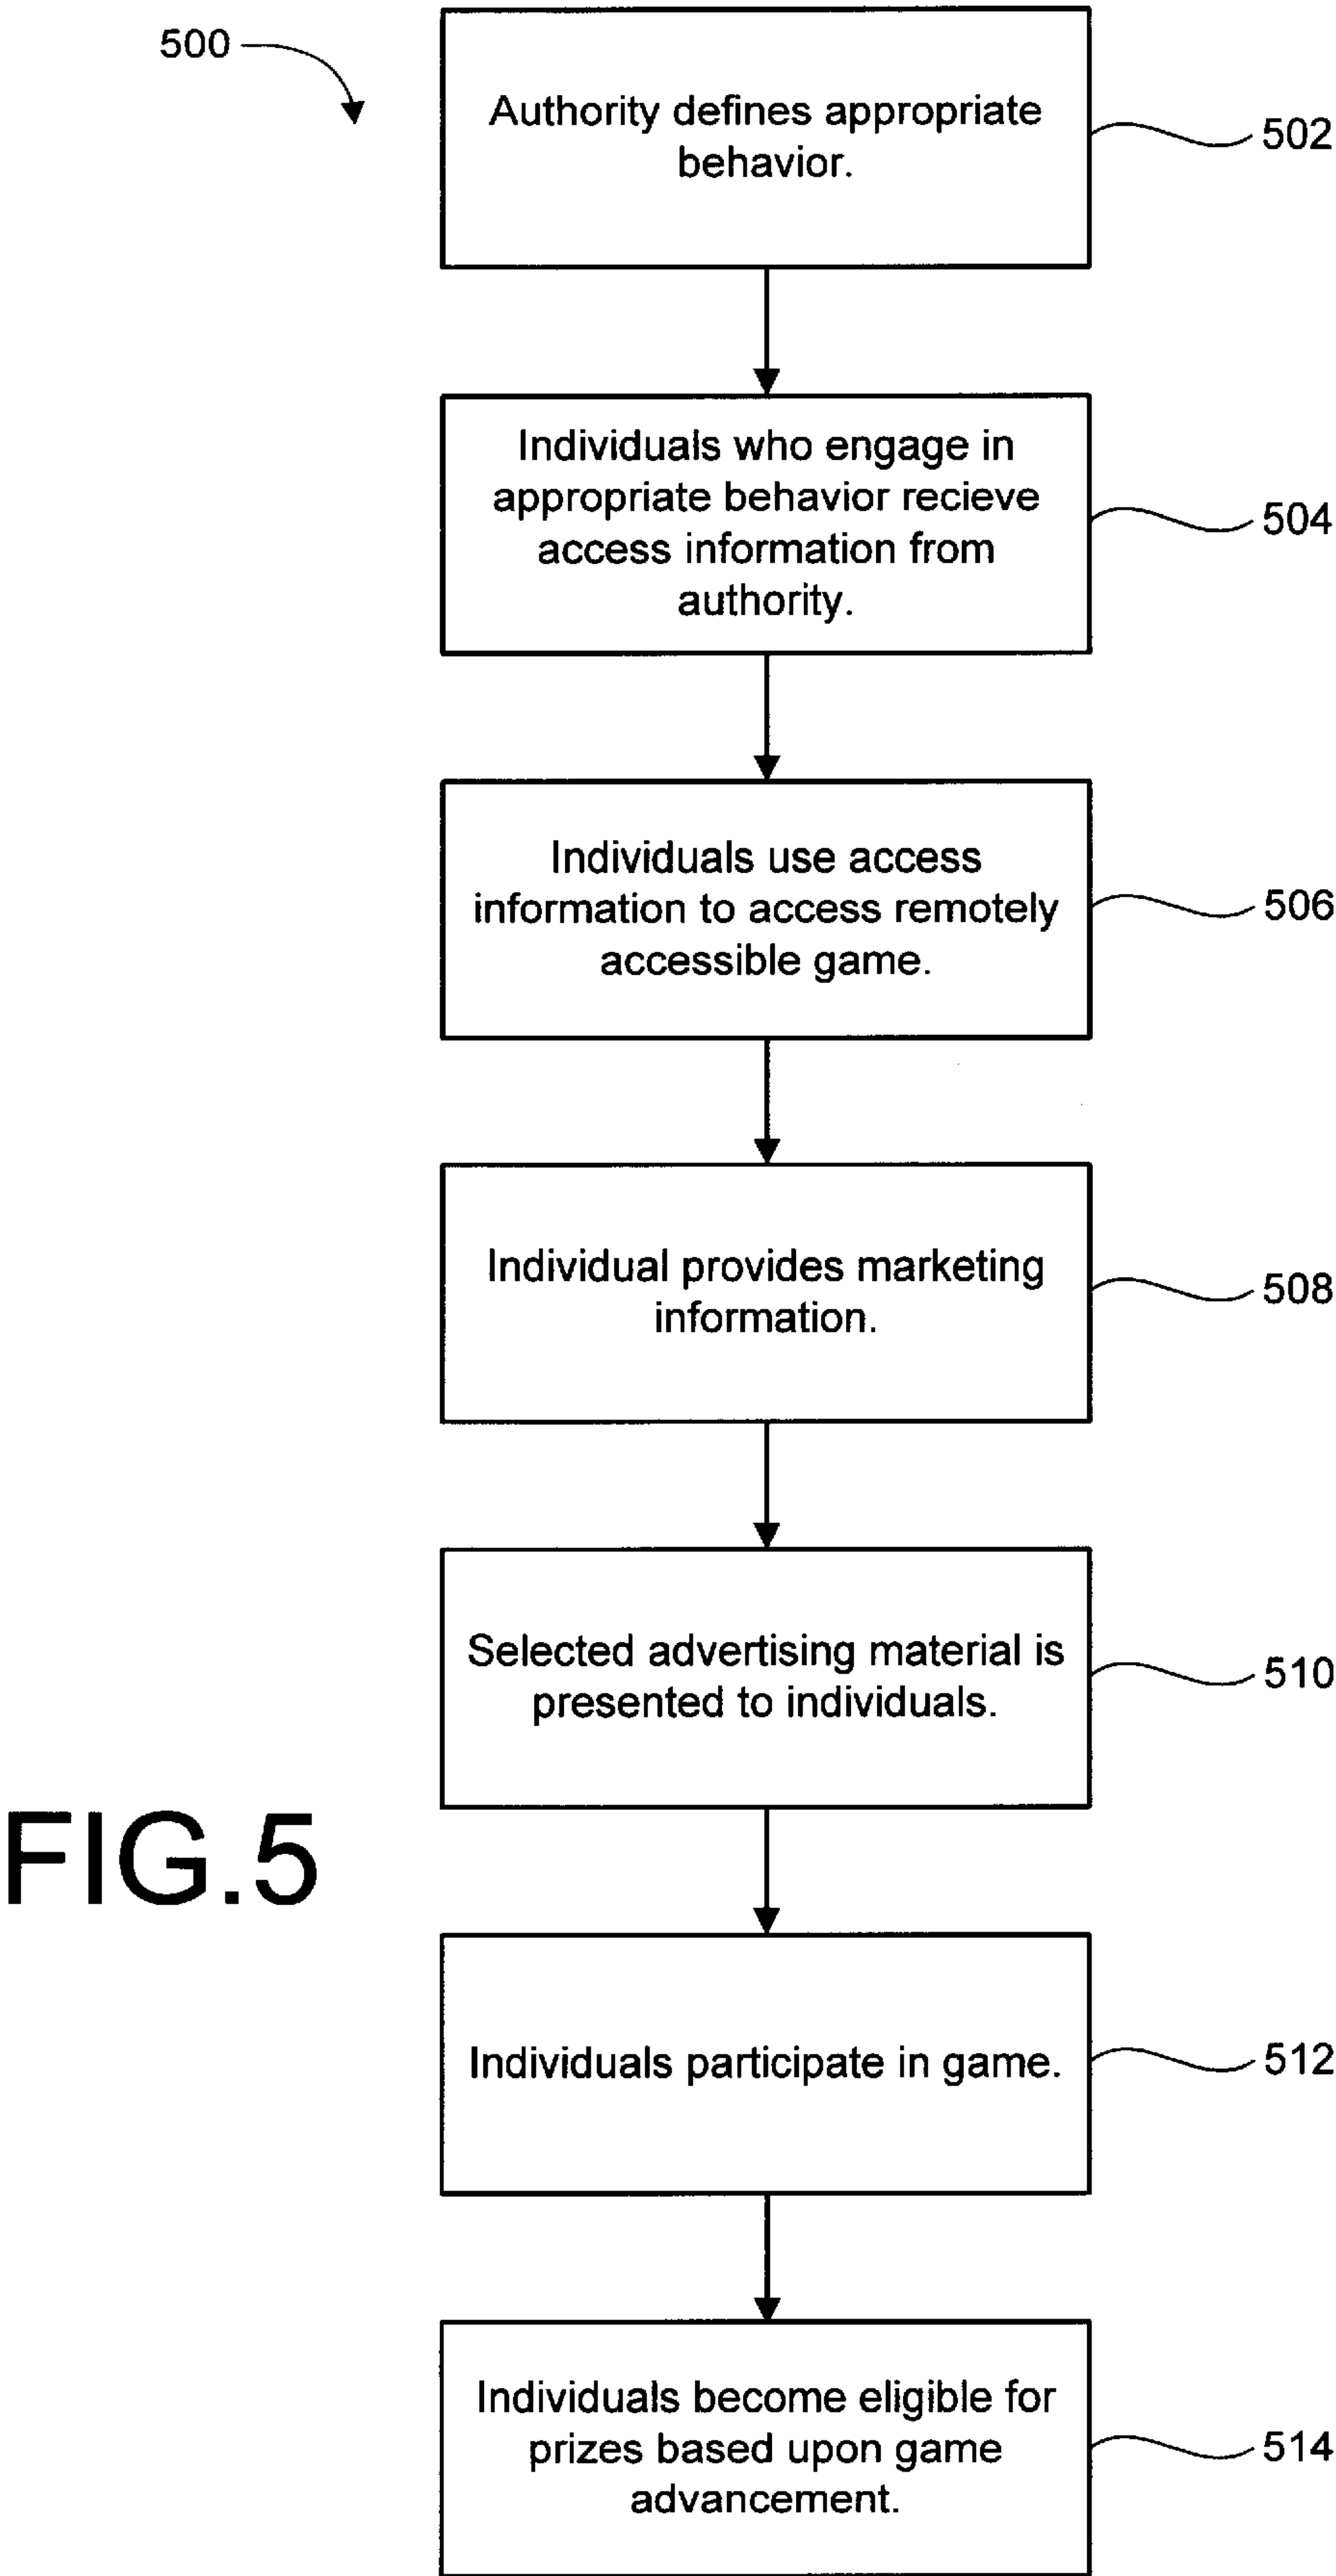 500
Authority defines appropriate
behavior.
502
Individuals who engage in
appropriate behavior recieve
access information from
authority.
504
Individuals use access
information to access remotely
accessible game.
506
Individual provides marketing
information.
508
Selected advertising material is
presented to individuals.
510
FIG.5
Individuals participate in game.
512
Individuals become eligible for
prizes based upon game
advancement.
514